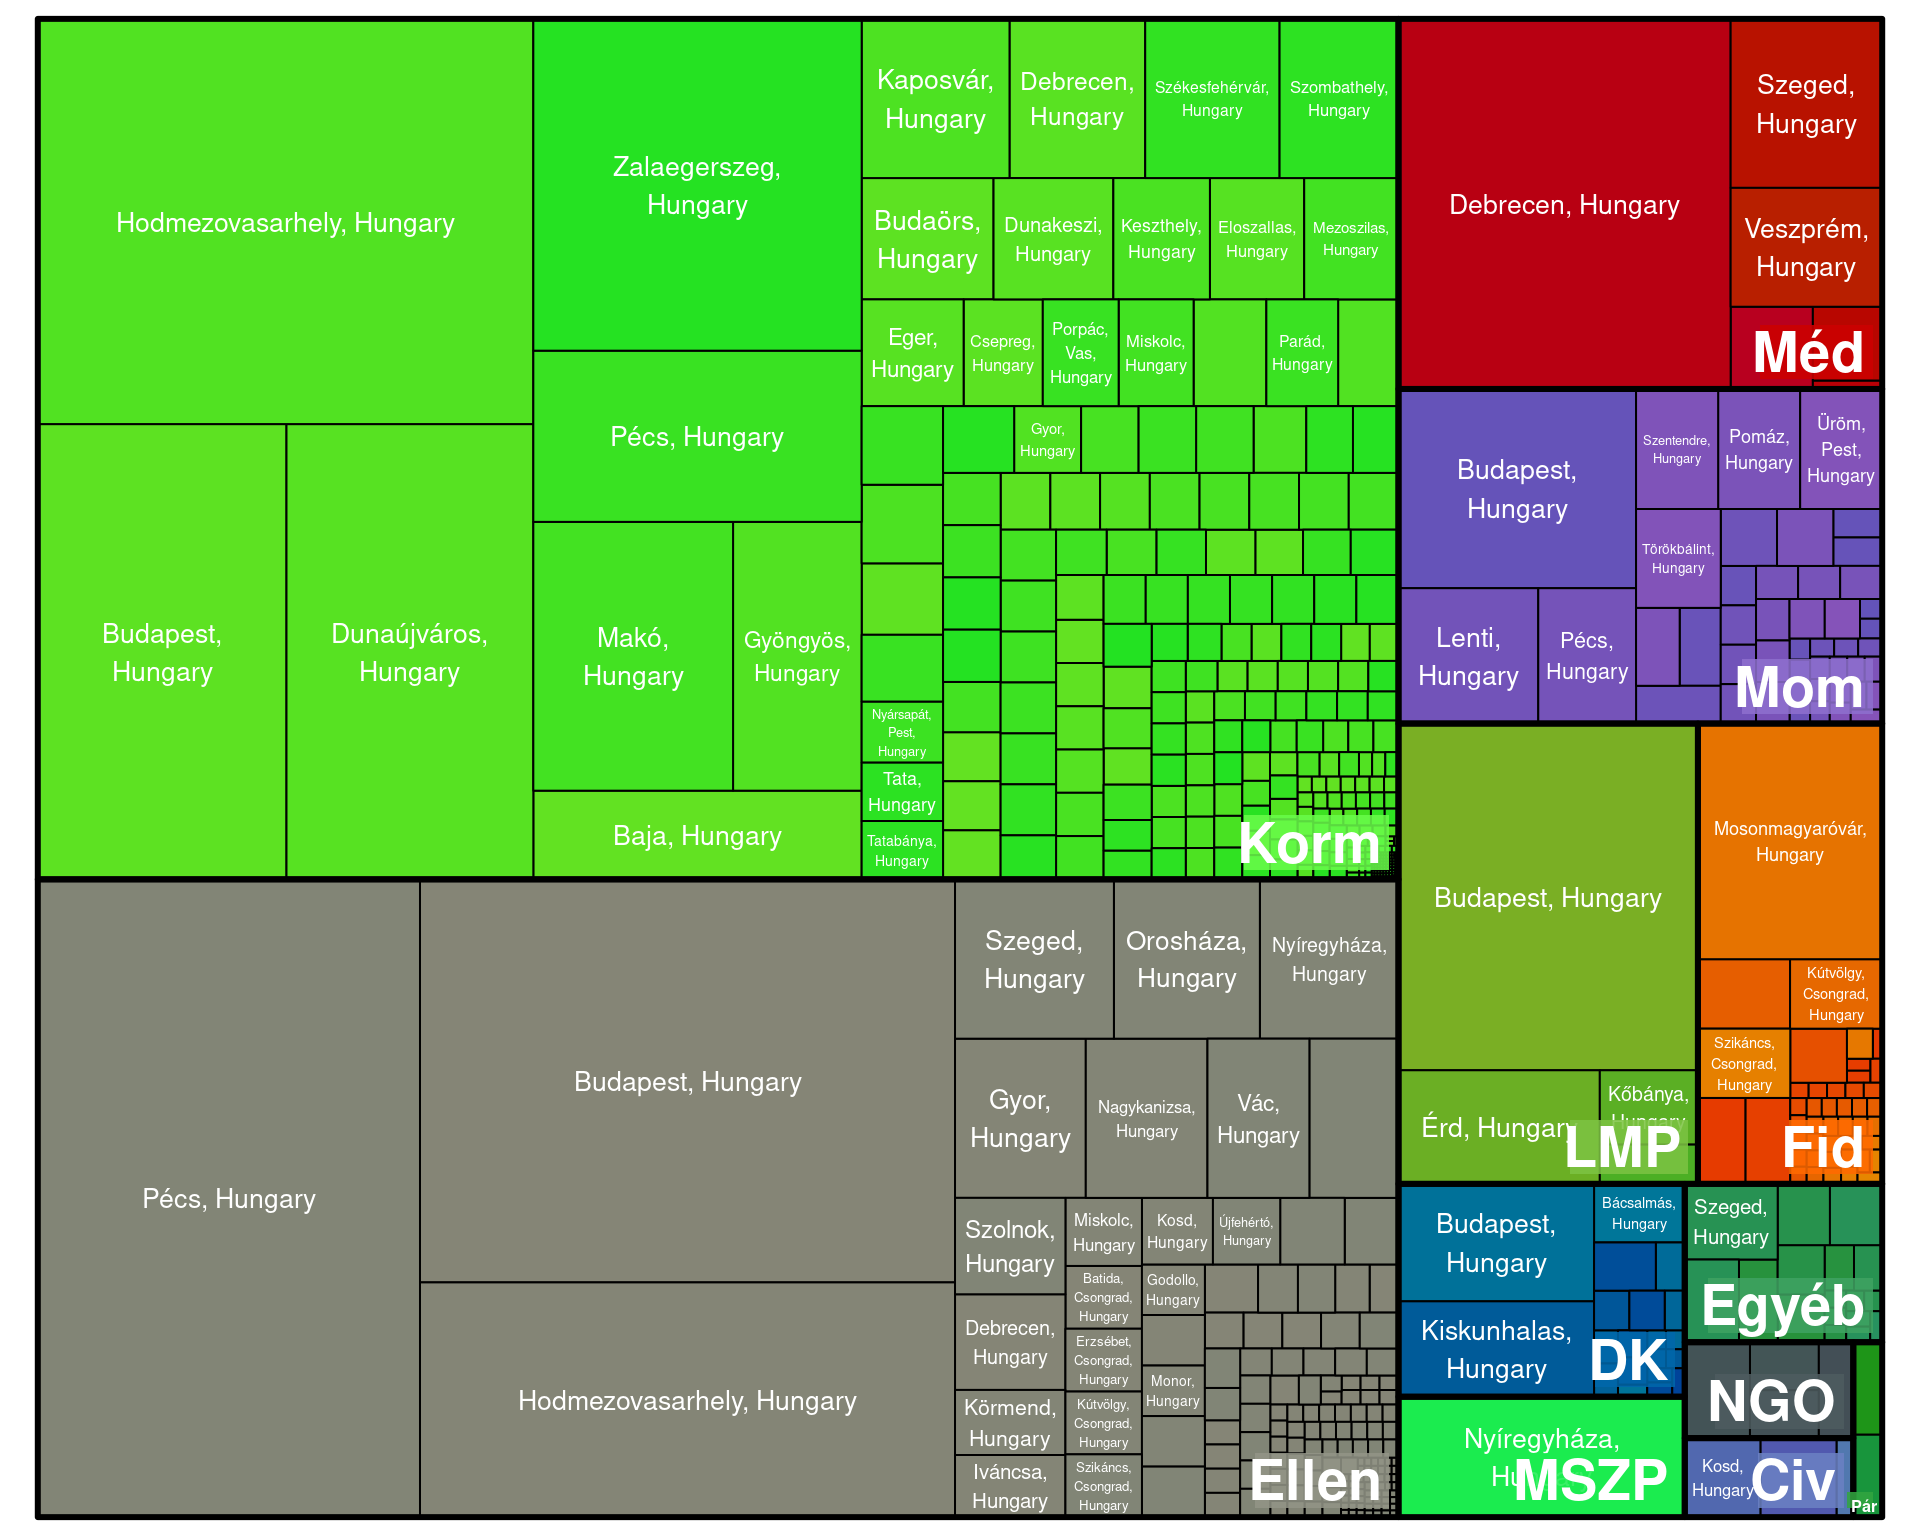 Hodmezovasarhely, Hungary
Budapest,
Hungary
Dunaújváros,
Hungary
Zalaegerszeg,
Hungary
Pécs, Hungary
Makó,
Hungary
Gyöngyös,
Hungary
Baja, Hungary
Kaposvár,
Hungary
Debrecen,
Hungary
Székesfehérvár,
Hungary
Szombathely,
Hungary
Budaörs,
Hungary
Dunakeszi,
Hungary
Keszthely,
Hungary
Eloszallas,
Hungary
Mezoszilas,
Hungary
Eger,
Hungary
Csepreg,
Hungary
Porpác,
Vas,
Hungary
Miskolc,
Hungary
Parád,
Hungary
Gyor,
Hungary
Nyársapát,
Pest,
Hungary
Tata,
Hungary
Tatabánya,
Hungary
Korm
Pécs, Hungary
Budapest, Hungary
Hodmezovasarhely, Hungary
Szeged,
Hungary
Orosháza,
Hungary
Nyíregyháza,
Hungary
Gyor,
Hungary
Nagykanizsa,
Hungary
Vác,
Hungary
Szolnok,
Hungary
Debrecen,
Hungary
Körmend,
Hungary
Iváncsa,
Hungary
Miskolc,
Hungary
Batida,
Csongrad,
Hungary
Erzsébet,
Csongrad,
Hungary
Kútvölgy,
Csongrad,
Hungary
Szikáncs,
Csongrad,
Hungary
Kosd,
Hungary
Újfehértó,
Hungary
Godollo,
Hungary
Monor,
Hungary
Ellen
Debrecen, Hungary
Szeged,
Hungary
Veszprém,
Hungary
Méd
Budapest,
Hungary
Lenti,
Hungary
Pécs,
Hungary
Szentendre,
Hungary
Pomáz,
Hungary
Üröm,
Pest,
Hungary
Törökbálint,
Hungary
Mom
Budapest, Hungary
Érd, Hungary
Kőbánya,
Hungary
LMP
Mosonmagyaróvár,
Hungary
Kútvölgy,
Csongrad,
Hungary
Szikáncs,
Csongrad,
Hungary
Fid
Budapest,
Hungary
Kiskunhalas,
Hungary
Bácsalmás,
Hungary
DK
Szeged,
Hungary
Egyéb
Nyíregyháza,
MSZP
NGO
Kosd,
Hungary
Civ
Pár